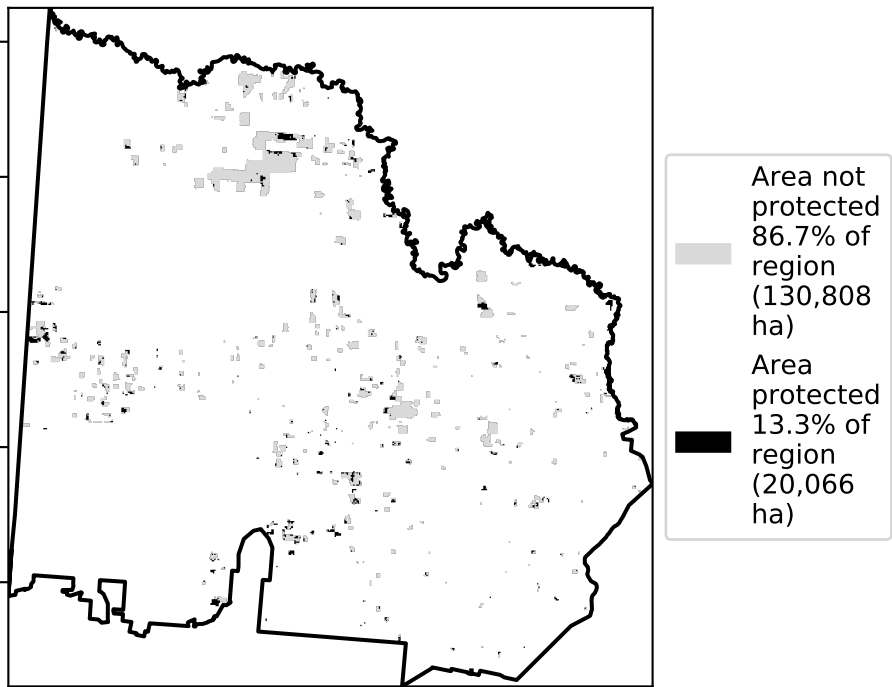 Area not
protected
86.7% of
region
(130,808
ha)
Area
protected
13.3% of
region
(20,066
ha)